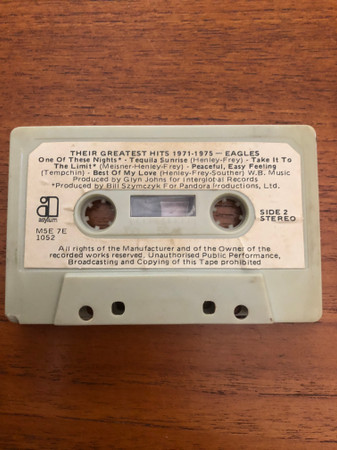 THEIR GREATEST HITS 1971-1975 — EAGLES
One Of These Nights* - Tequila Sunrise (Henley-Frey) - Take It To
The Limit* (Meisner-Henley-Frey) - Peaceful, Easy Feeling
(Tempchin) - Best Of My Love (Henley-Frey-Souther) W.B. Music
Produced by Glyn Johns for Interglobal Records
*Produced by Bill Szymczyk For Pandora Productions, Ltd.
asylum
MSE 7E
1052
SIDE 2
STEREO
All rights of the Manufacturer and of the Owner of the
recorded works reserved. Unauthorised Public Performance,
Broadcasting and Copying of this Tape prohibited